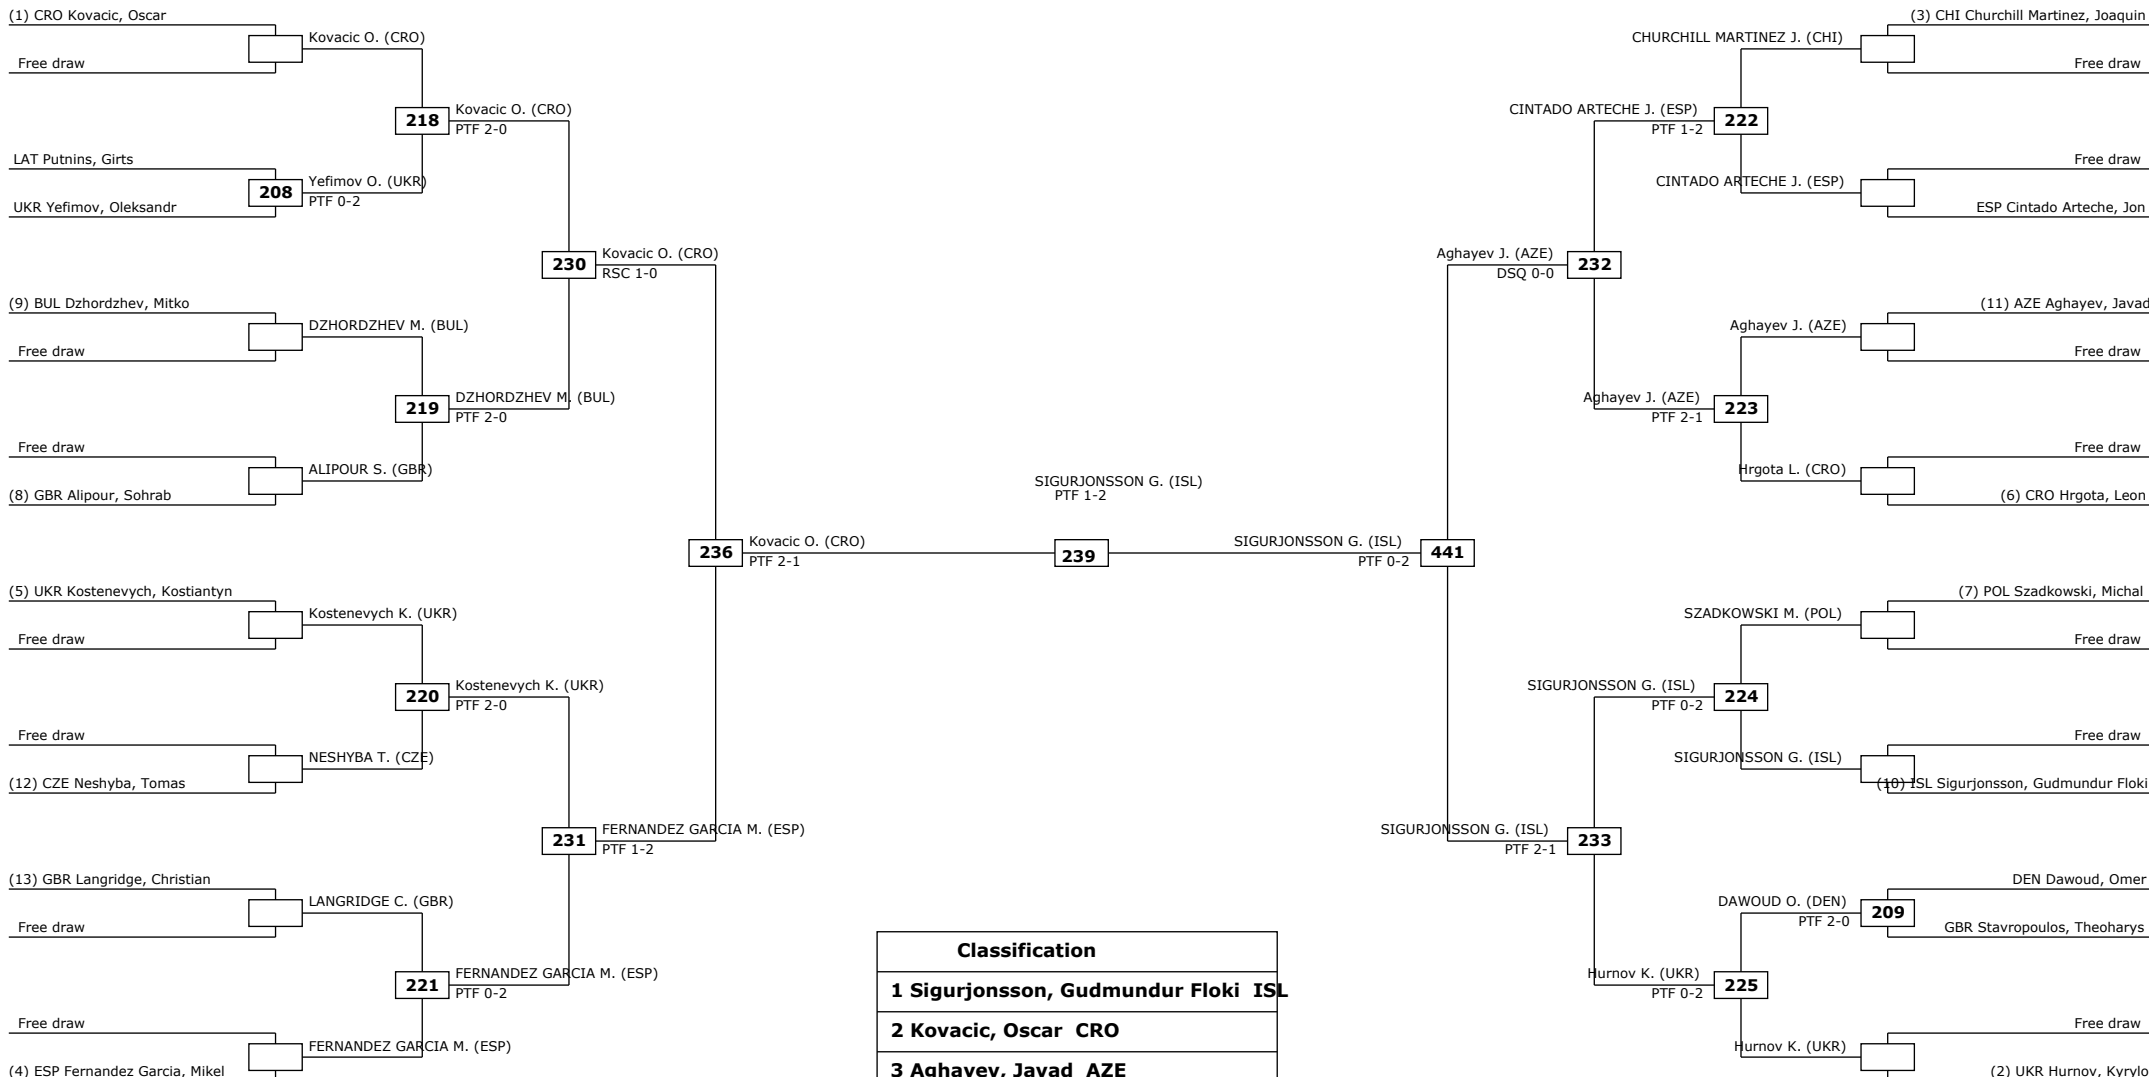 (1) CRO Kovacic, Oscar
Kovacic O. (CRO)
Free draw
218
Kovacic O. (CRO)
PTF 2-0
LAT Putnins, Girts
208
Yefimov O. (UKR)
PTF 0-2
UKR Yefimov, Oleksandr
230
Kovacic O. (CRO)
RSC 1-0
(9) BUL Dzhordzhev, Mitko
DZHORDZHEV M. (BUL)
Free draw
219
DZHORDZHEV M. (BUL)
PTF 2-0
Free draw
ALIPOUR S. (GBR)
(8) GBR Alipour, Sohrab
236
Kovacic O. (CRO)
PTF 2-1
(5) UKR Kostenevych, Kostiantyn
Kostenevych K. (UKR)
Free draw
220
Kostenevych K. (UKR)
PTF 2-0
Free draw
NESHYBA T. (CZE)
(12) CZE Neshyba, Tomas
231
FERNANDEZ GARCIA M. (ESP)
PTF 1-2
(13) GBR Langridge, Christian
LANGRIDGE C. (GBR)
Free draw
221
FERNANDEZ GARCIA M. (ESP)
PTF 0-2
Free draw
FERNANDEZ GARCIA M. (ESP)
(4) ESP Fernandez Garcia, Mikel
SIGURJONSSON G. (ISL)
PTF 1-2
239
(3) CHI Churchill Martinez, Joaquin
CHURCHILL MARTINEZ J. (CHI)
Free draw
CINTADO ARTECHE J. (ESP)
PTF 1-2
222
Free draw
CINTADO ARTECHE J. (ESP)
ESP Cintado Arteche, Jon
Aghayev J. (AZE)
DSQ 0-0
232
(11) AZE Aghayev, Javad
Aghayev J. (AZE)
Free draw
Aghayev J. (AZE)
PTF 2-1
223
Free draw
Hrgota L. (CRO)
(6) CRO Hrgota, Leon
SIGURJONSSON G. (ISL)
PTF 0-2
441
(7) POL Szadkowski, Michal
SZADKOWSKI M. (POL)
Free draw
SIGURJONSSON G. (ISL)
PTF 0-2
224
Free draw
SIGURJONSSON G. (ISL)
(10) ISL Sigurjonsson, Gudmundur Floki
SIGURJONSSON G. (ISL)
PTF 2-1
233
DEN Dawoud, Omer
DAWOUD O. (DEN)
PTF 2-0
209
GBR Stavropoulos, Theoharys
Hurnov K. (UKR)
PTF 0-2
225
Free draw
Hurnov K. (UKR)
(2) UKR Hurnov, Kyrylo
Classification
1 Sigurjonsson, Gudmundur Floki ISL
2 Kovacic, Oscar CRO
3 Aghayev, Javad AZE